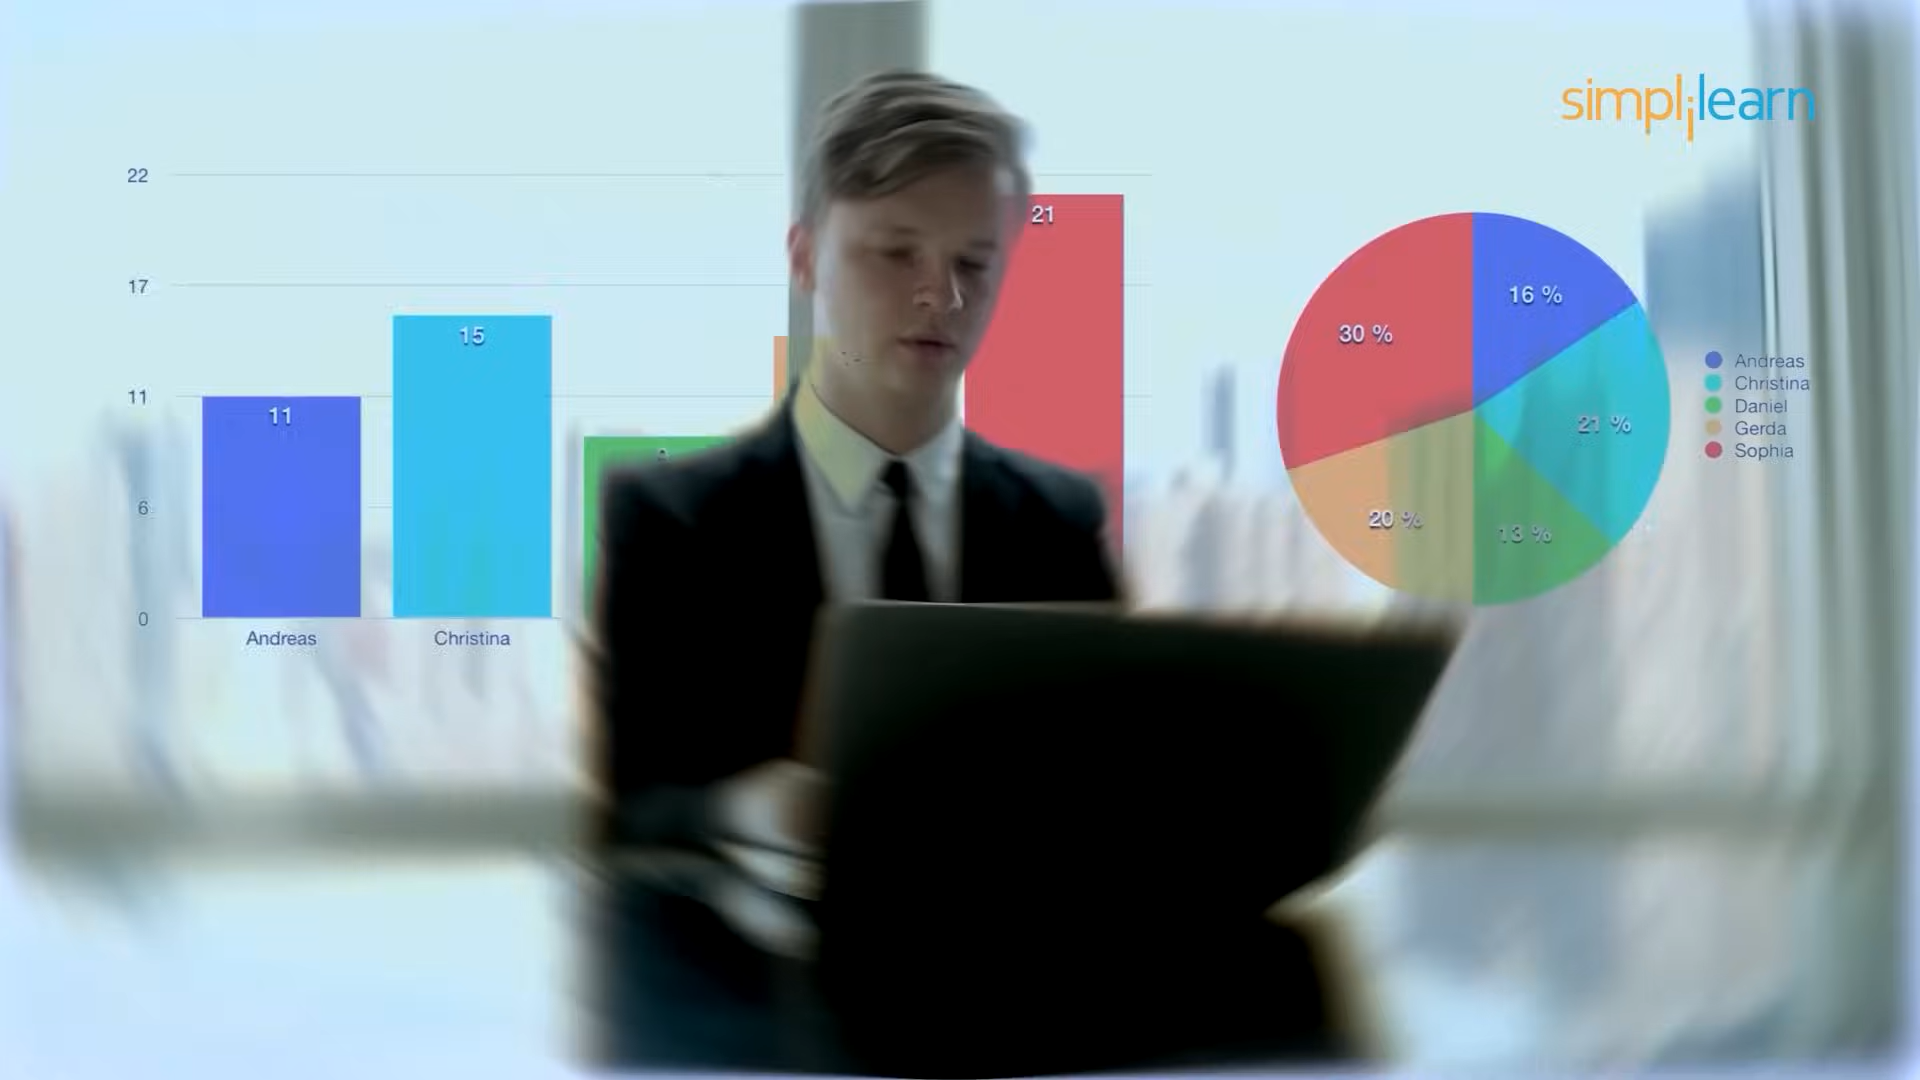 simplilearn
22
17
11
6
0
11
15
21
Andreas
Christina
16 %
21 %
13 %
20 %
30 %
Andreas
Christina
Daniel
Gerda
Sophia